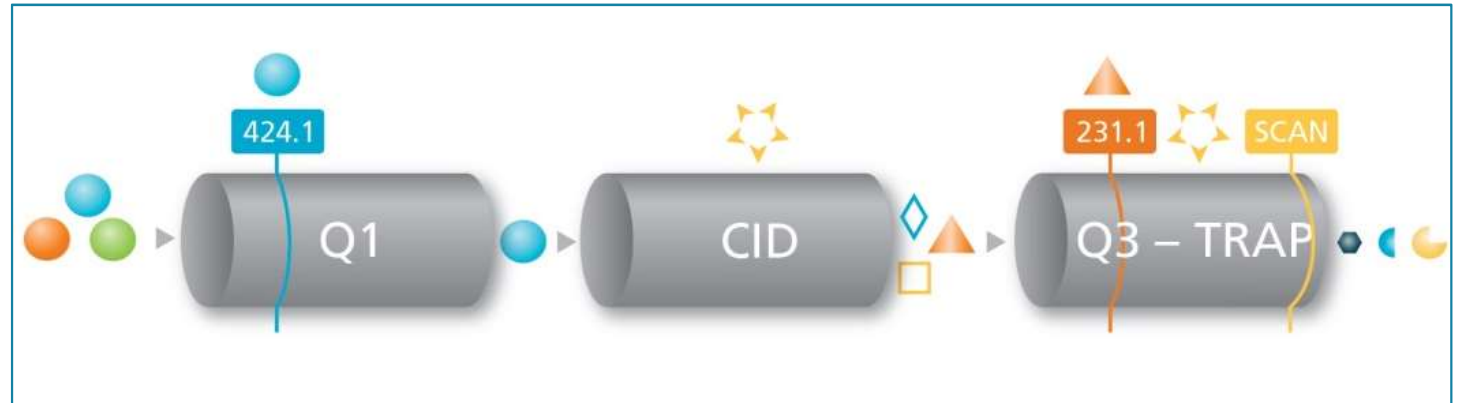 424.1
231.1
SCAN
Q1
CID
Q3 – TRAP